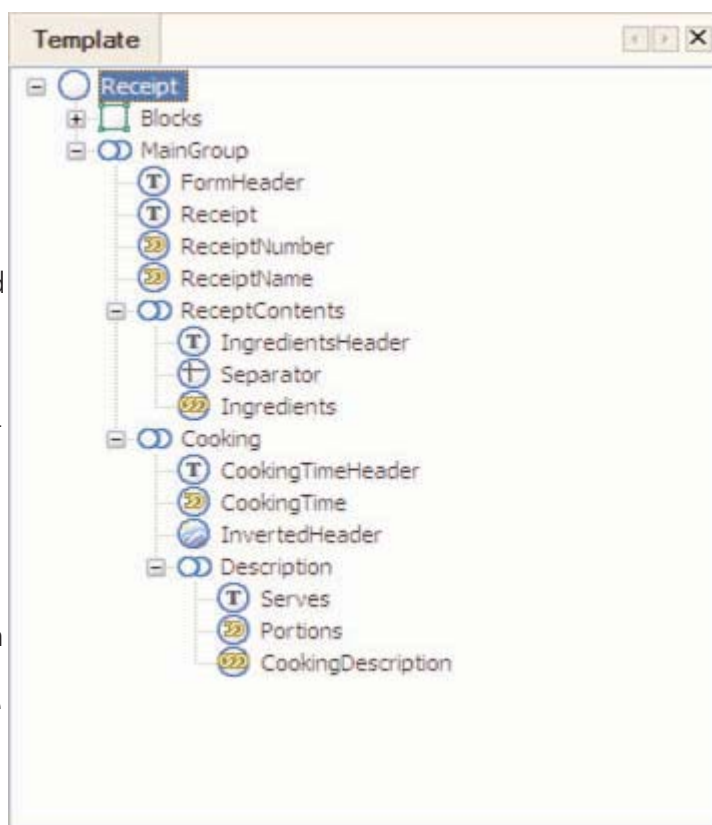 Template
Receipt
Blocks
MainGroup
FormHeader
Receipt
ReceiptNumber
ReceiptName
ReceptContents
IngredientsHeader
Separator
Ingredients
Cooking
CookingTimeHeader
CookingTime
InvertedHeader
Description
Serves
Portions
CookingDescription